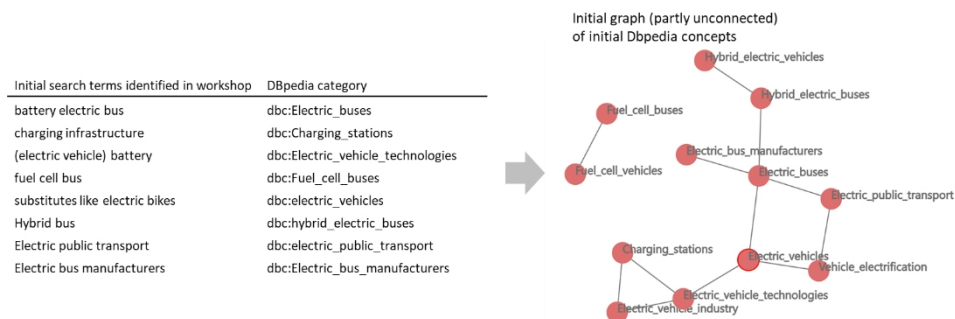 Initial graph (partly unconnected)
of initial Dbpedia concepts
Initial search terms identified in workshop DBpedia category
battery electric bus dbc:Electric_buses
charging infrastructure dbc:Charging_stations
(electric vehicle) battery dbc:Electric_vehicle_technologies
fuel cell bus dbc:Fuel_cell_buses
substitutes like electric bikes dbc:electric_vehicles
Hybrid bus dbc:hybrid_electric_buses
Electric public transport dbc:electric_public_transport
Electric bus manufacturers dbc:Electric_bus_manufacturers
Hybrid_electric_vehicles
Hybrid_electric_buses
Fuel_cell_buses
Electric_bus_manufacturers
Fuel_cell_vehicles
Electric_buses
Electric_public_transport
Charging_stations
Electric_vehicles
Vehicle_electrification
Electric_vehicle_technologies
Electric_vehicle_industry